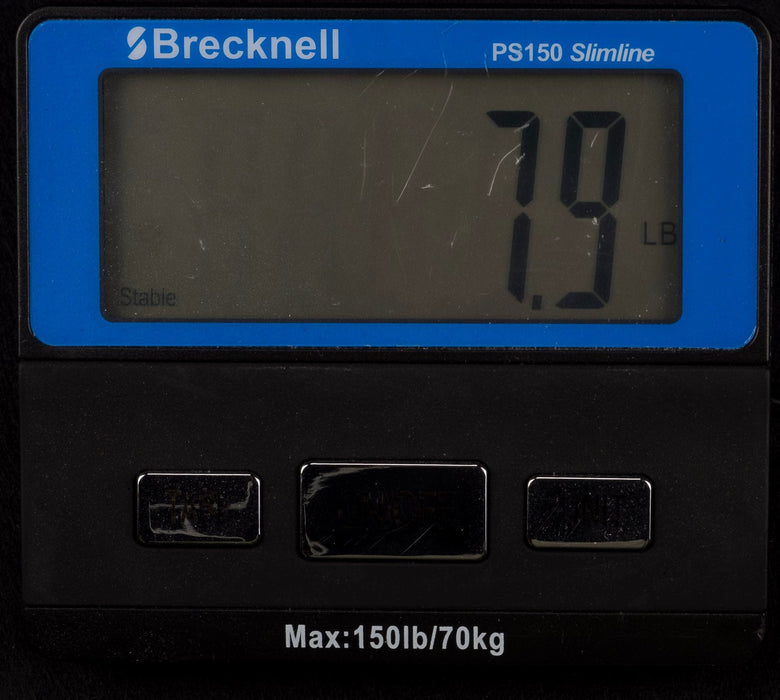 Brecknell
PS150 Slimline
7.9
LB
Stable
Max:150lb/70kg